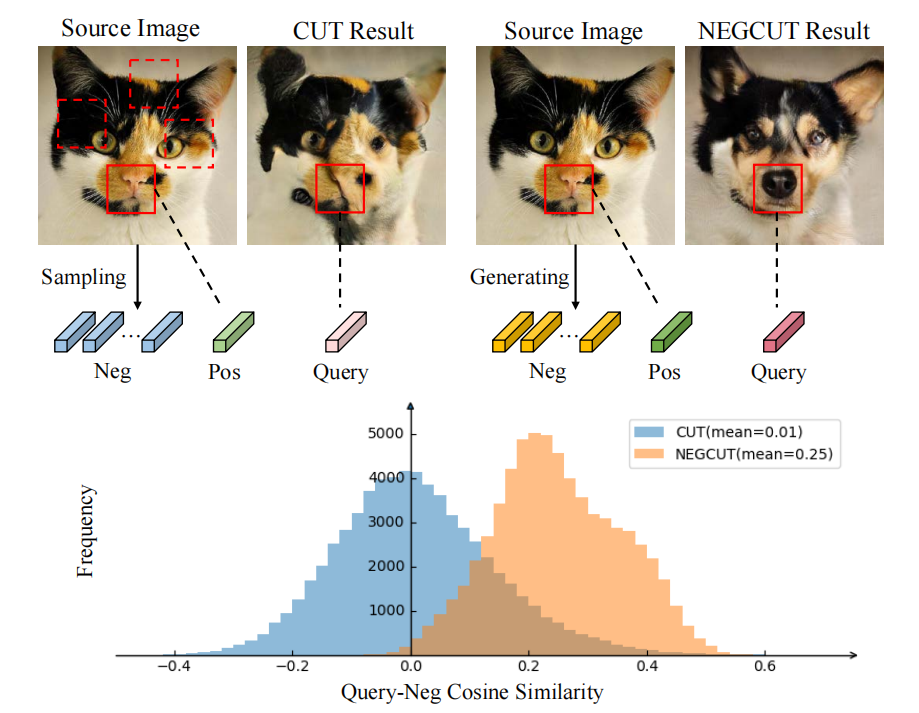 Source Image
CUT Result
Source Image
NEGCUT Result
Sampling
Generating
...
...
Neg
Pos
Query
Neg
Pos
Query
5000
4000
3000
2000
1000
Frequency
CUT(mean=0.01)
NEGCUT(mean=0.25)
−0.4
−0.2
0.0
0.2
0.4
0.6
Query-Neg Cosine Similarity